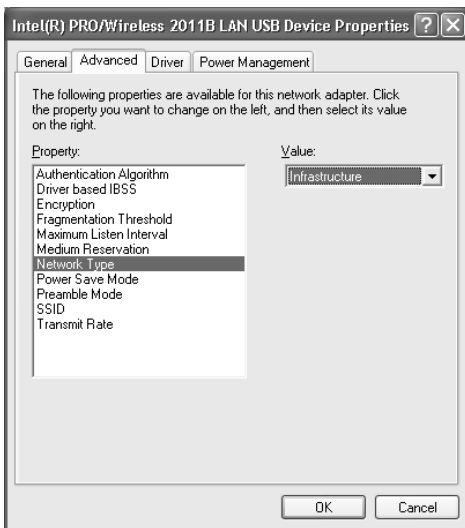 Intel(R) PRO/Wireless 2011B LAN USB Device Properties
General Advanced Driver Power Management
The following properties are available for this network adapter. Click
the property you want to change on the left, and then select its value
on the right.
Property:
Value:
Authentication Algorithm
Driver based IBSS
Encryption
Fragmentation Threshold
Maximum Listen Interval
Medium Reservation
Network Type
Power Save Mode
Preamble Mode
SSID
Transmit Rate
Infrastructure
OK Cancel